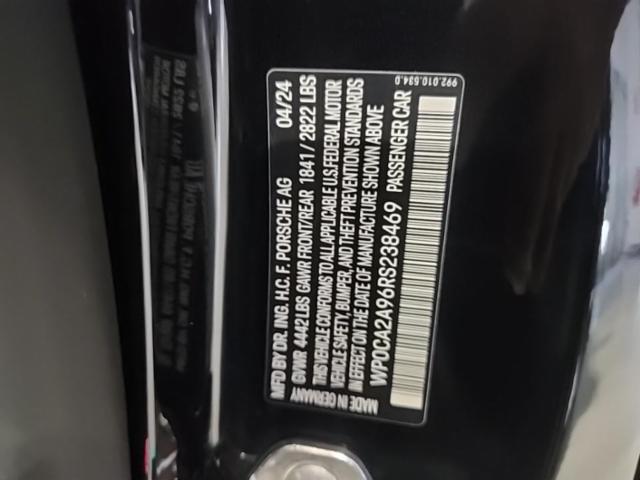 MFD BY DR. ING. H.C. F. PORSCHE AG 04/24
GVWR 4442 LBS GAWR FRONT/REAR 1841 / 2822 LBS
THIS VEHICLE CONFORMS TO ALL APPLICABLE U.S. FEDERAL MOTOR
VEHICLE SAFETY, BUMPER, AND THEFT PREVENTION STANDARDS
IN EFFECT ON THE DATE OF MANUFACTURE SHOWN ABOVE
WP0CA2A96RS238469 PASSENGER CAR
MADE IN GERMANY
992.010.534.0